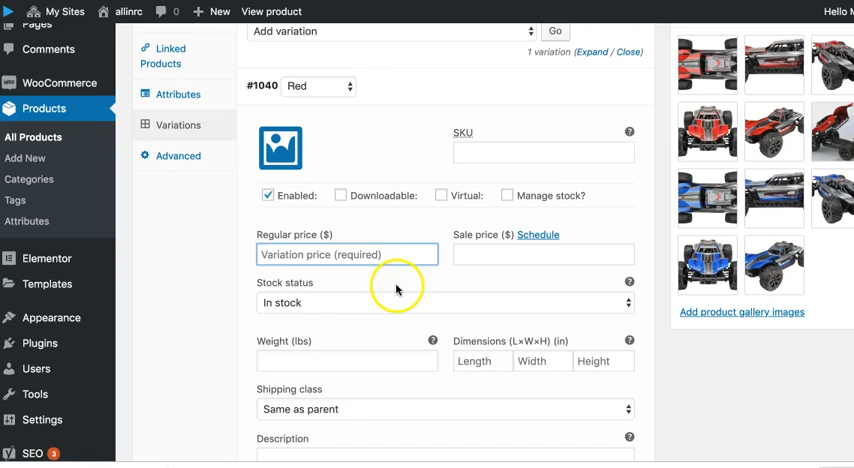 My Sites allinrc 0 New View product Hello
Pages
Comments
WooCommerce
Products
All Products
Add New
Categories
Tags
Attributes
Elementor
Templates
Appearance
Plugins
Users
Tools
Settings
SEO 3
Linked
Products
Attributes
Variations
Advanced
Add variation Go
1 variation (Expand / Close)
#1040 Red
SKU
Enabled: Downloadable: Virtual: Manage stock?
Regular price ($) Sale price ($) Schedule
Variation price (required)
Stock status
In stock
Weight (lbs) Dimensions (L×W×H) (in)
Length Width Height
Shipping class
Same as parent
Description
Add product gallery images